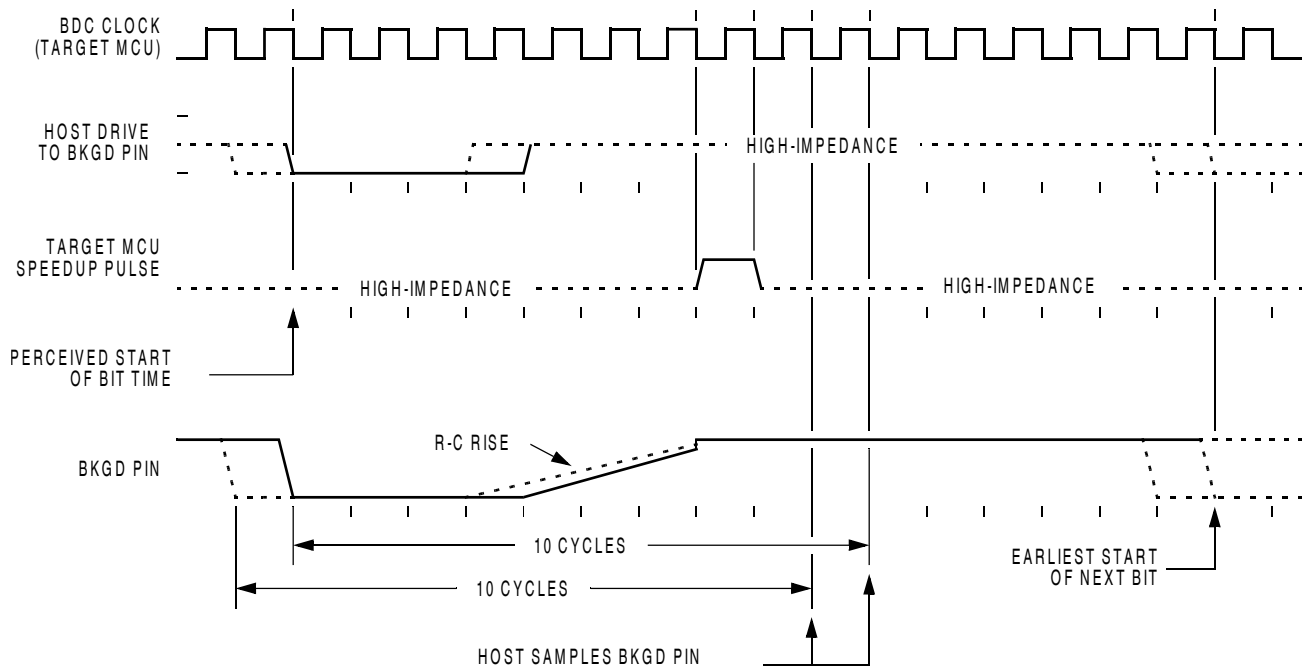 BDC CLOCK
(TARGET MCU)
HOST DRIVE
TO BKGD PIN
HIGH-IMPEDANCE
TARGET MCU
SPEEDUP PULSE
HIGH-IMPEDANCE
HIGH-IMPEDANCE
PERCEIVED START
OF BIT TIME
R-C RISE
BKGD PIN
10 CYCLES
EARLIEST START
OF NEXT BIT
10 CYCLES
HOST SAMPLES BKGD PIN